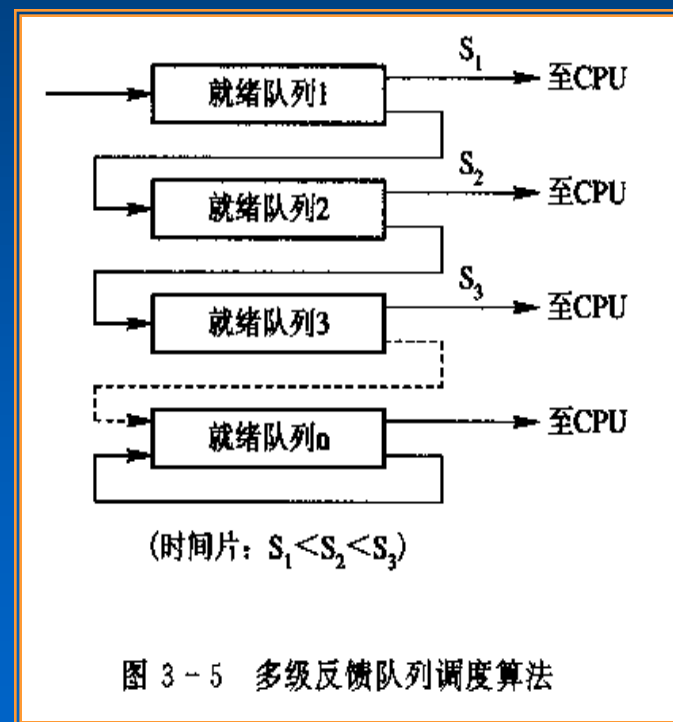 S₁
就绪队列1
至CPU
S₂
就绪队列2
至CPU
S₃
就绪队列3
至CPU
就绪队列n
至CPU
(时间片：S₁<S₂<S₃)
图 3-5 多级反馈队列调度算法